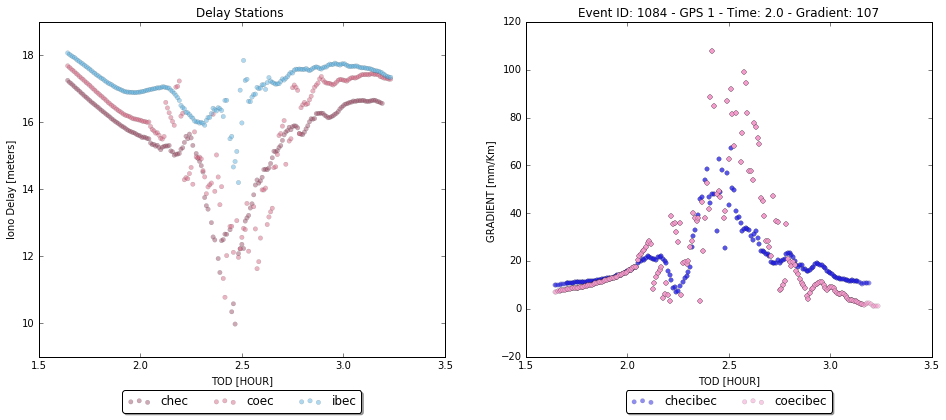 Delay Stations
Iono Delay [meters]
18
16
14
12
10
1.5 2.0 2.5 3.0 3.5
TOD [HOUR]
chec coec ibec
Event ID: 1084 - GPS 1 - Time: 2.0 - Gradient: 107
GRADIENT [mm/Km]
120
100
80
60
40
20
0
−20
1.5 2.0 2.5 3.0 3.5
TOD [HOUR]
checibec coecibec